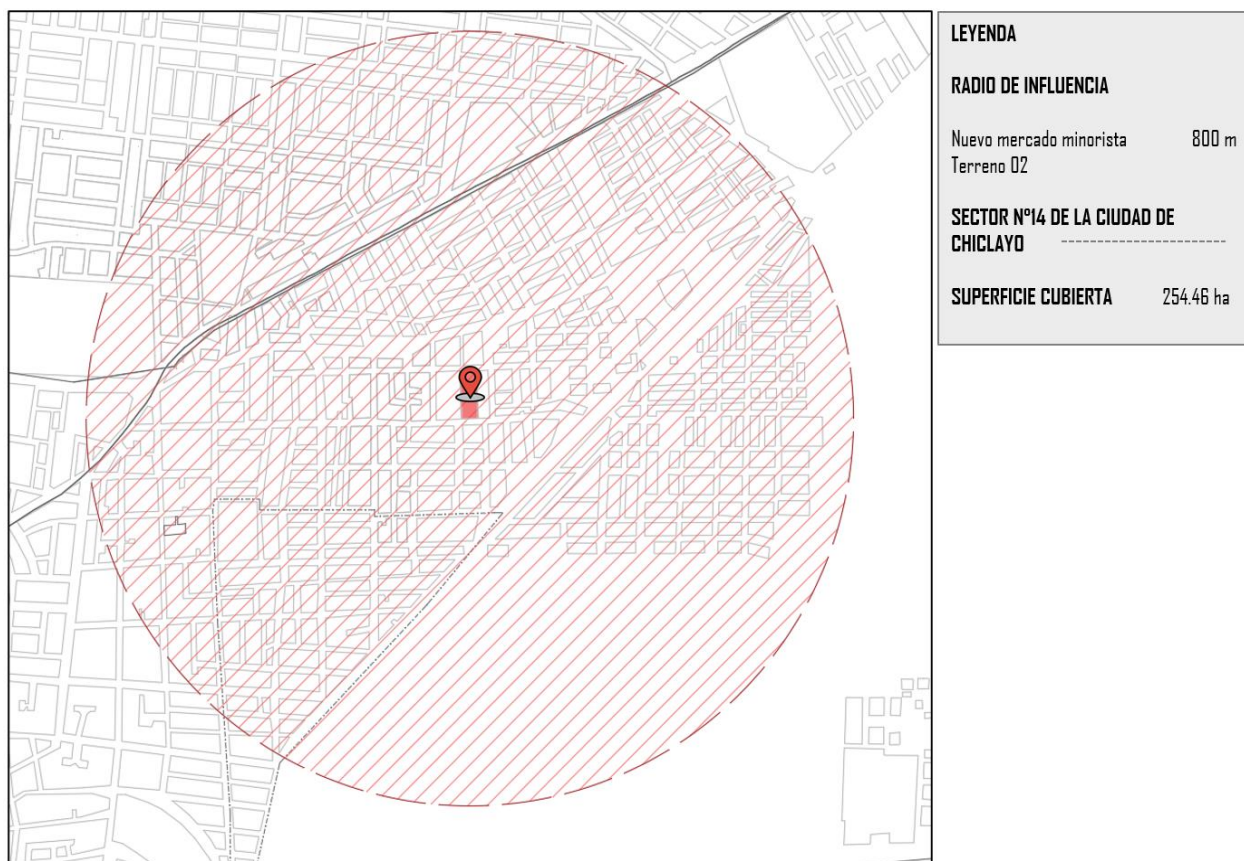 LEYENDA
RADIO DE INFLUENCIA
Nuevo mercado minorista 800 m
Terreno 02
SECTOR N°14 DE LA CIUDAD DE
CHICLAYO
SUPERFICIE CUBIERTA 254.46 ha